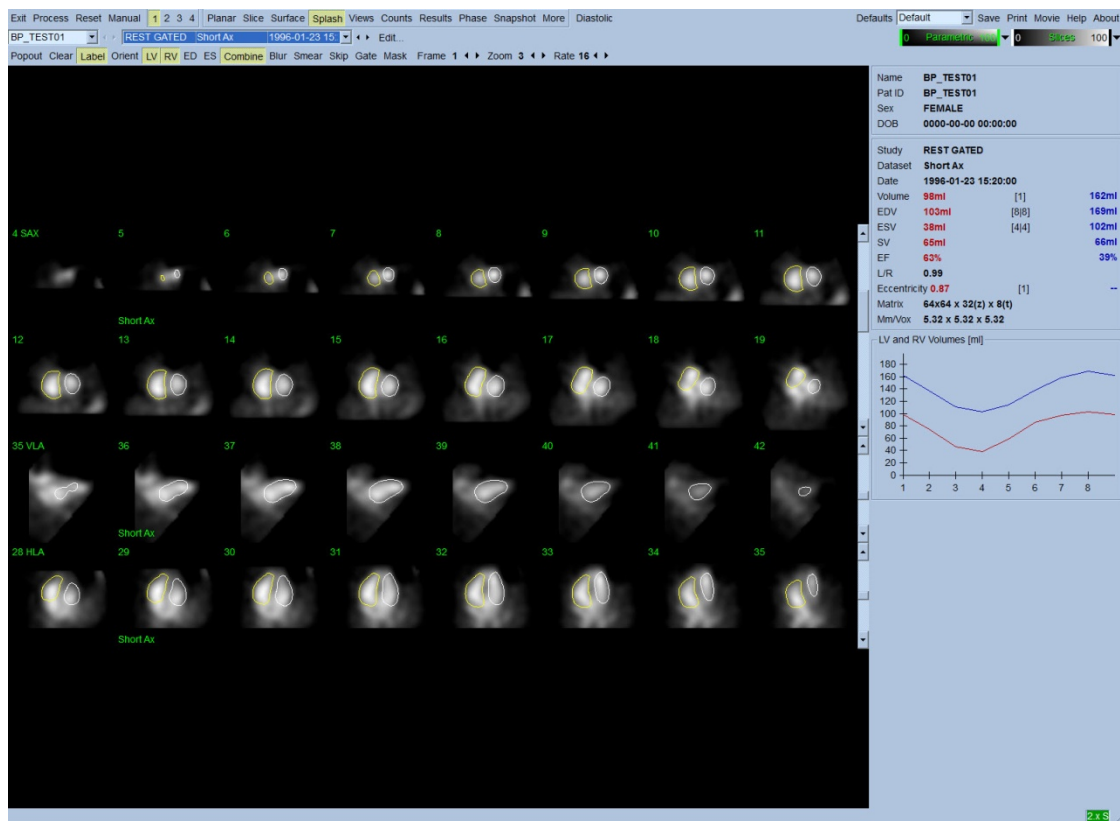 Exit Process Reset Manual 1 2 3 4 Planar Slice Surface Splash Views Counts Results Phase Snapshot More Diastolic Defaults Default Save Print Movie Help About
BP_TEST01 REST GATED Short Ax 1996-01-23 15: Edit... 0 Parametric 100 0 Slices 100
Popout Clear Label Orient LV RV ED ES Combine Blur Smear Skip Gate Mask Frame 1 Zoom 3 Rate 16
Name BP_TEST01
Pat ID BP_TEST01
Sex FEMALE
DOB 0000-00-00 00:00:00
Study REST GATED
Dataset Short Ax
Date 1996-01-23 15:20:00
Volume 98ml [1] 162ml
EDV 103ml [8|8] 169ml
ESV 38ml [4|4] 102ml
SV 65ml 66ml
EF 63% 39%
L/R 0.99
Eccentricity 0.87 [1] --
Matrix 64x64 x 32(z) x 8(t)
Mm/Vox 5.32 x 5.32 x 5.32
LV and RV Volumes [ml]
180
160
140
120
100
80
60
40
20
0
1 2 3 4 5 6 7 8
4 SAX 5 6 7 8 9 10 11
Short Ax
12 13 14 15 16 17 18 19
35 VLA 36 37 38 39 40 41 42
Short Ax
28 HLA 29 30 31 32 33 34 35
Short Ax
2.x S